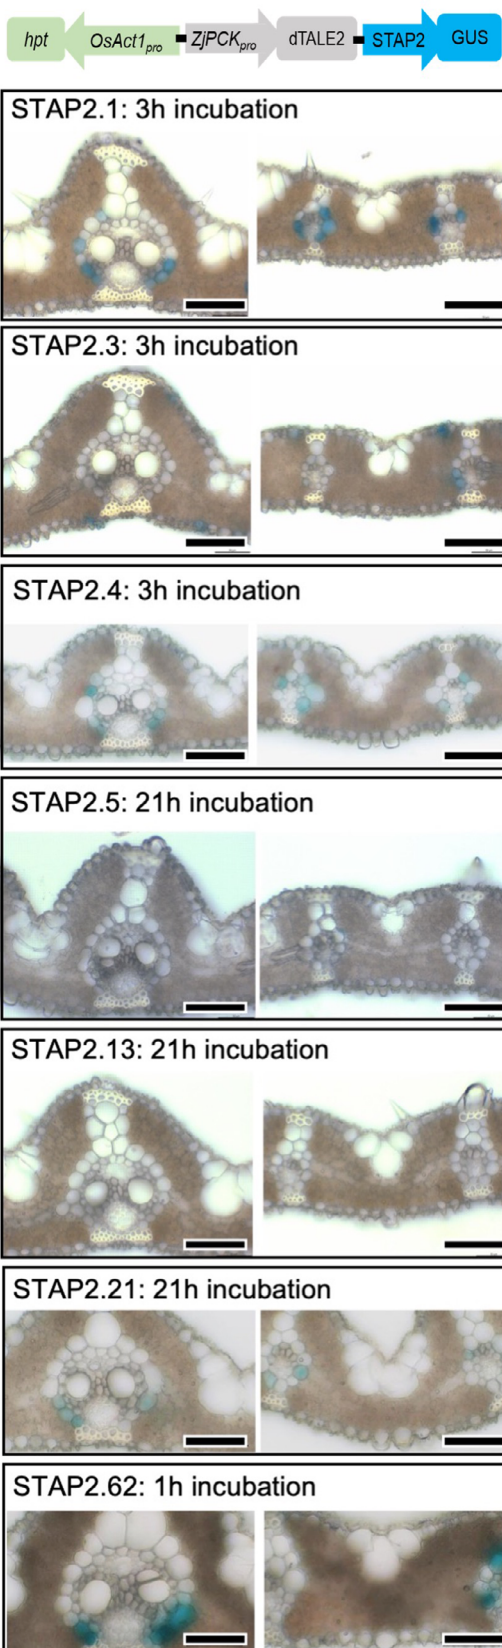 hpt OsAct1pro ZjPCKpro dTALE2 STAP2 GUS
STAP2.1: 3h incubation
STAP2.3: 3h incubation
STAP2.4: 3h incubation
STAP2.5: 21h incubation
STAP2.13: 21h incubation
STAP2.21: 21h incubation
STAP2.62: 1h incubation